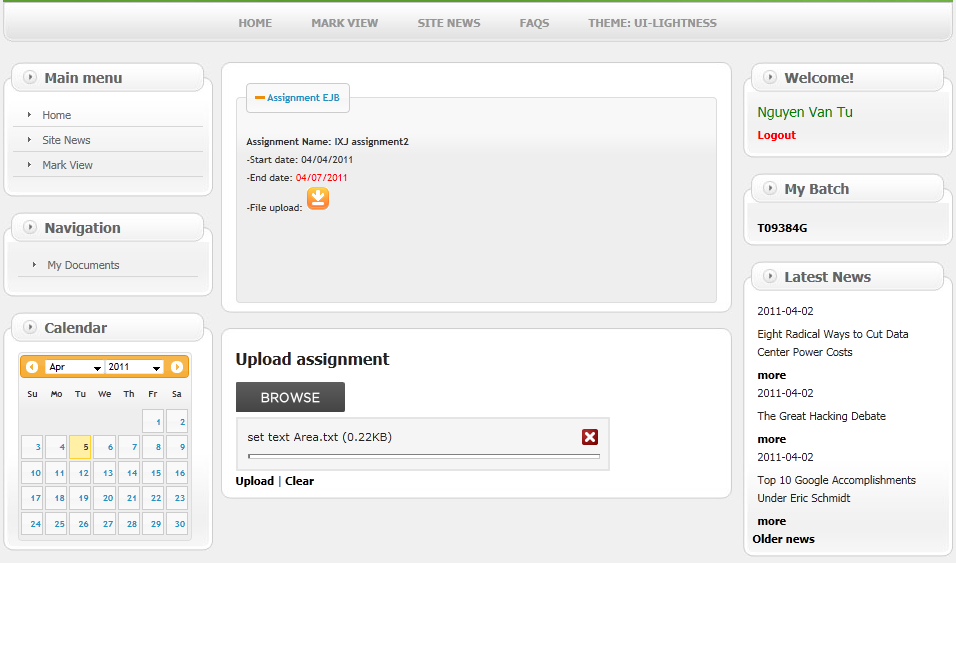 HOME MARK VIEW SITE NEWS FAQS THEME: UI-LIGHTNESS
Main menu
Home
Site News
Mark View
Navigation
My Documents
Calendar
Apr 2011
Su Mo Tu We Th Fr Sa
1 2
3 4 5 6 7 8 9
10 11 12 13 14 15 16
17 18 19 20 21 22 23
24 25 26 27 28 29 30
Assignment EJB
Assignment Name: IXJ assignment2
-Start date: 04/04/2011
-End date: 04/07/2011
-File upload:
Upload assignment
BROWSE
set text Area.txt (0.22KB)
Upload | Clear
Welcome!
Nguyen Van Tu
Logout
My Batch
T09384G
Latest News
2011-04-02
Eight Radical Ways to Cut Data
Center Power Costs
more
2011-04-02
The Great Hacking Debate
more
2011-04-02
Top 10 Google Accomplishments
Under Eric Schmidt
more
Older news